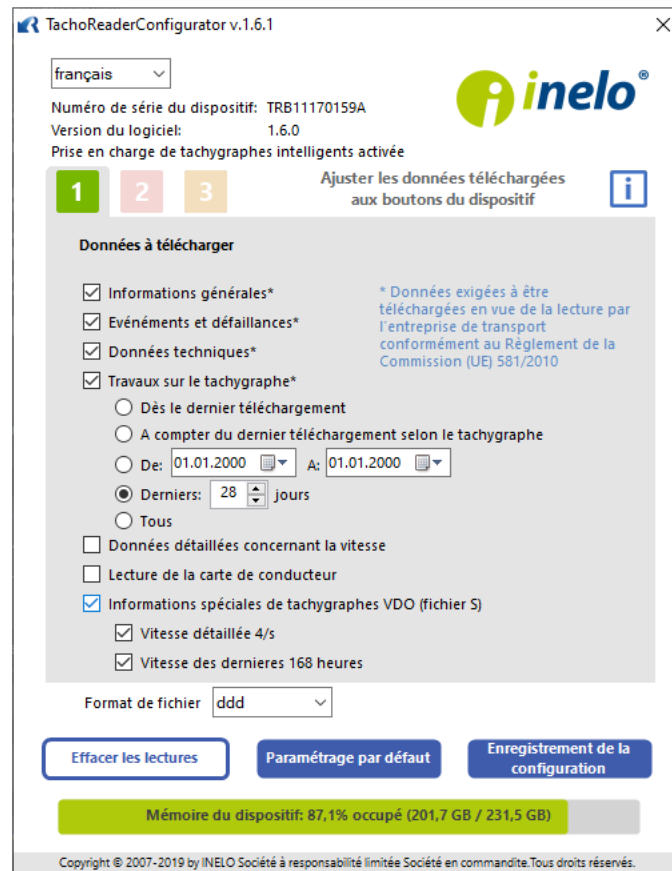 TachoReaderConfigurator v.1.6.1
français
inelo®
Numéro de série du dispositif: TRB11170159A
Version du logiciel: 1.6.0
Prise en charge de tachygraphes intelligents activée
1 2 3
Ajuster les données téléchargées
aux boutons du dispositif
i
Données à télécharger
Informations générales*
Evénéments et défaillances*
Données techniques*
Travaux sur le tachygraphe*
* Données exigées à être
téléchargées en vue de la lecture par
l´entreprise de transport
conformément au Règlement de la
Commission (UE) 581/2010
Dès le dernier téléchargement
A compter du dernier téléchargement selon le tachygraphe
De: 01.01.2000 A: 01.01.2000
Derniers: 28 jours
Tous
Données détaillées concernant la vitesse
Lecture de la carte de conducteur
Informations spéciales de tachygraphes VDO (fichier S)
Vitesse détaillée 4/s
Vitesse des dernieres 168 heures
Format de fichier ddd
Effacer les lectures
Paramétrage par défaut
Enregistrement de la
configuration
Mémoire du dispositif: 87,1% occupé (201,7 GB / 231,5 GB)
Copyright © 2007-2019 by INELO Société à responsabilité limitée Société en commandite.Tous droits réservés.